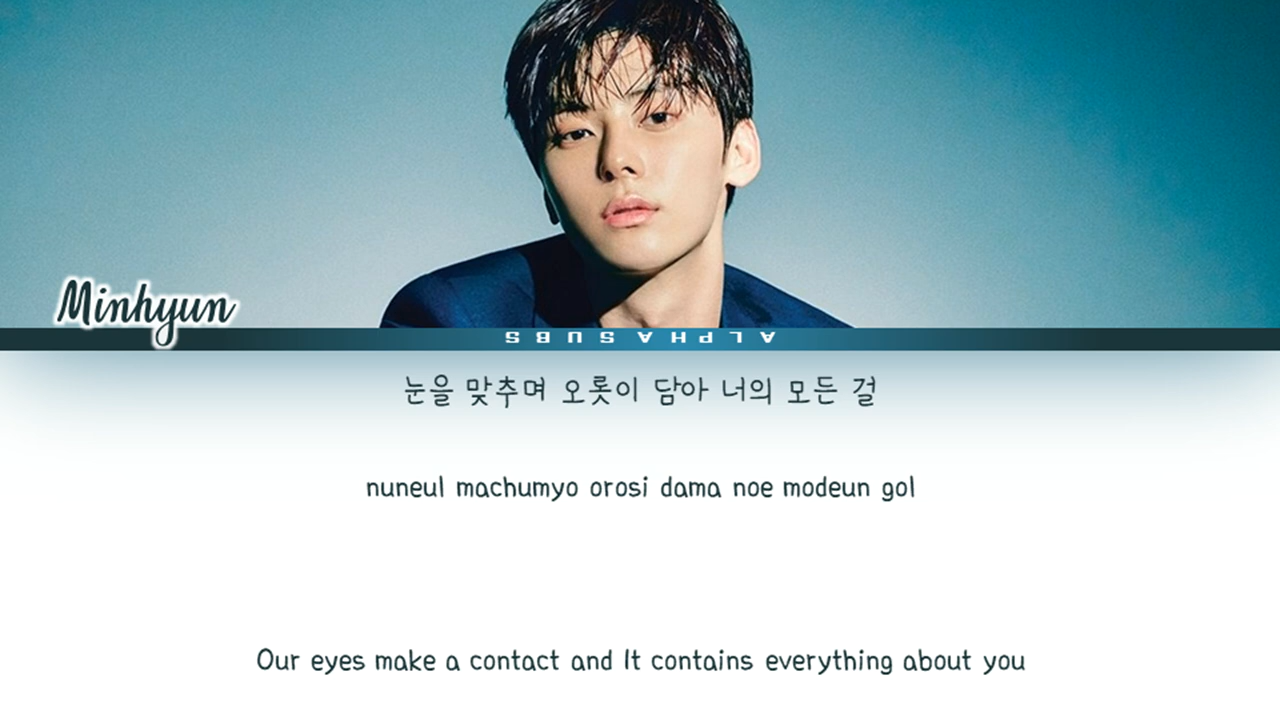 Minhyun
ALPHA SUBS
눈을 맞추며 오롯이 담아 너의 모든 걸
nuneul machumyo orosi dama noe modeun gol
Our eyes make a contact and It contains everything about you